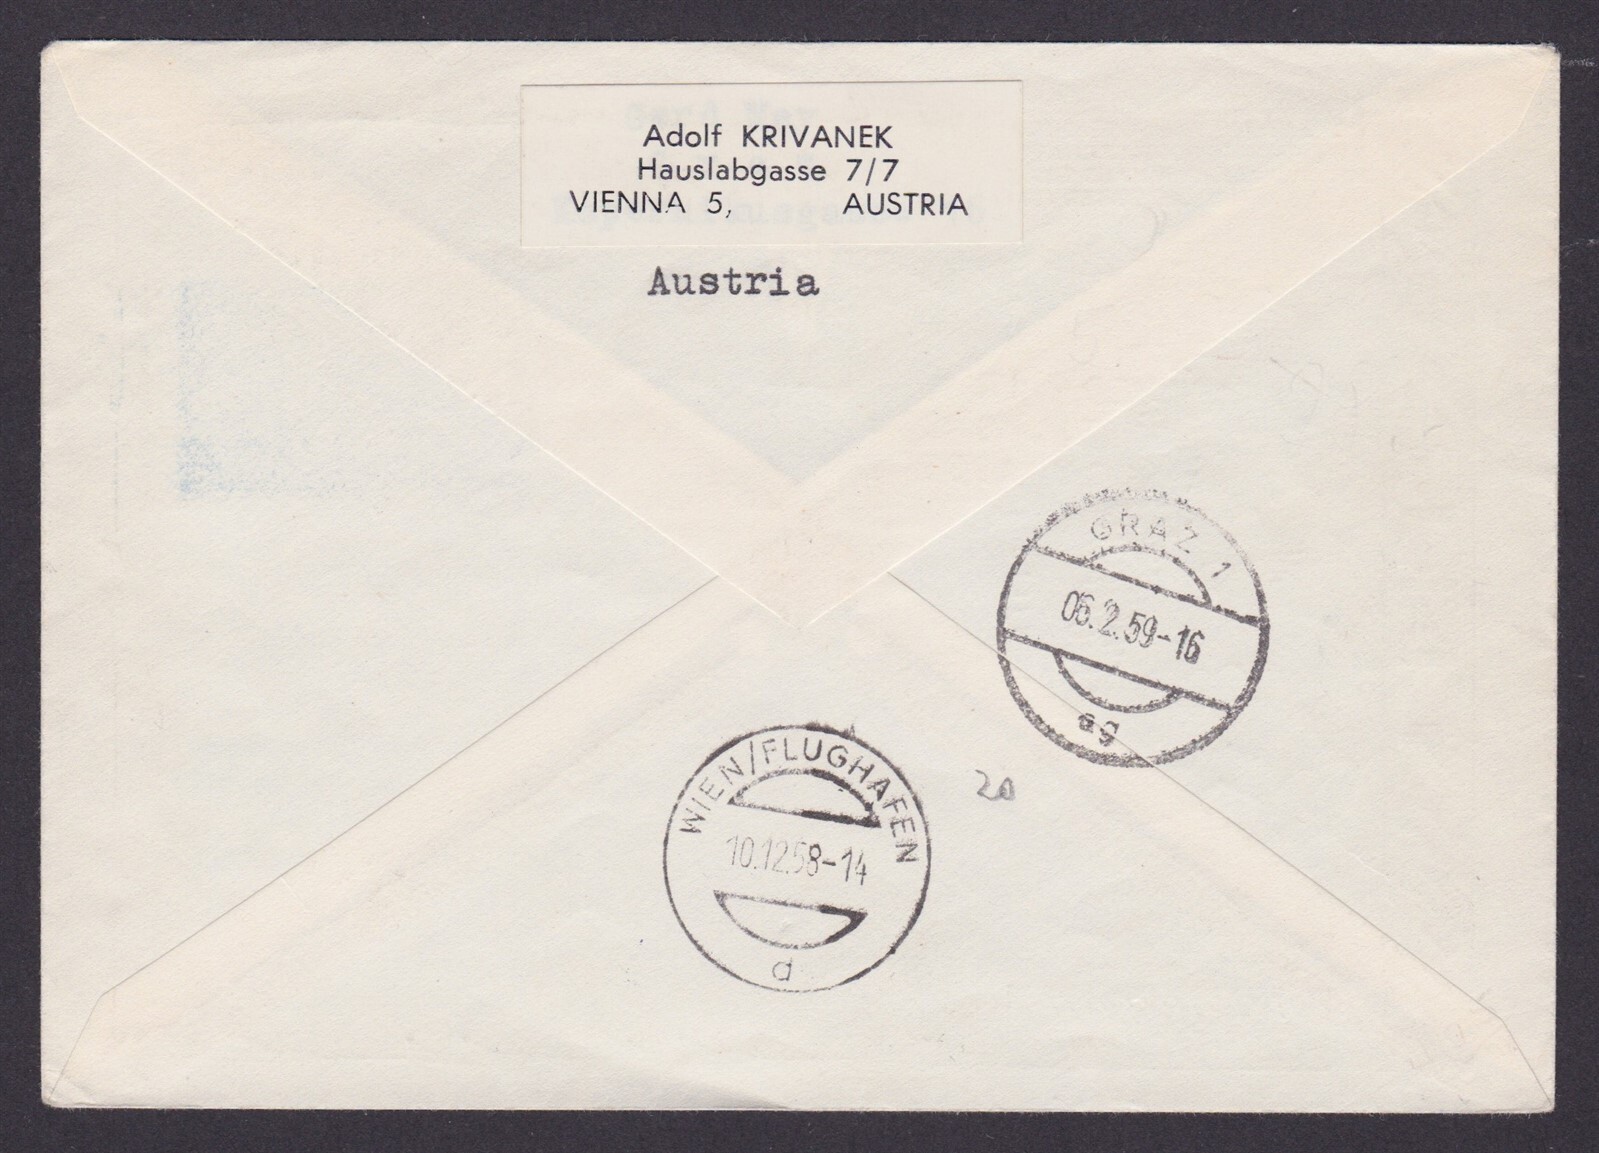 Adolf KRIVANEK
Hauslabgasse 7/7
VIENNA 5, AUSTRIA
Austria
GRAZ 1
06.2.59-16
ag
WIEN/FLUGHAFEN
10.12.58-14
d
20